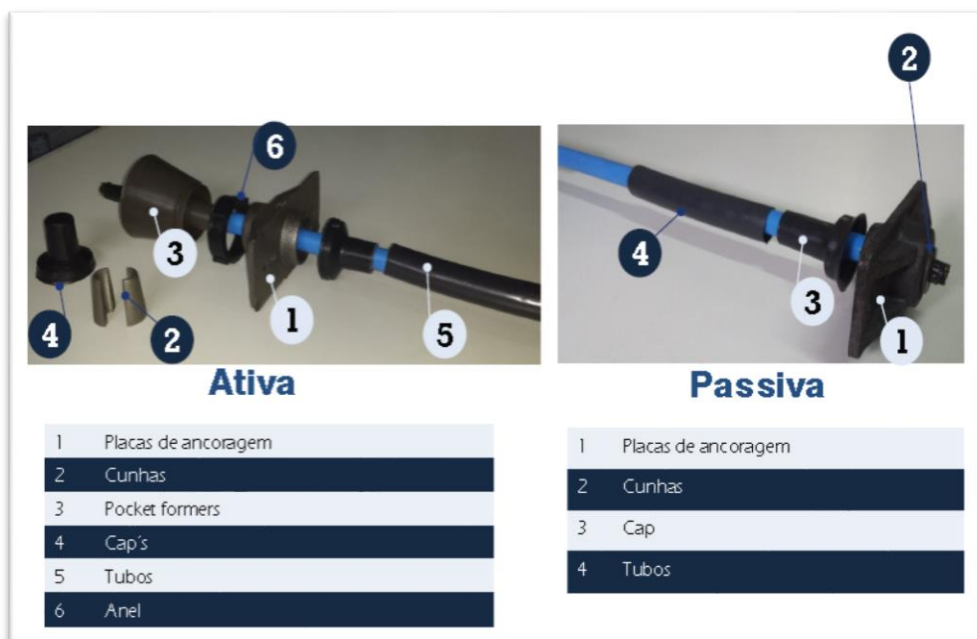 2
6
3
4
2
1
5
4
3
1
Ativa
Passiva
1 Placas de ancoragem
2 Cunhas
3 Pocket formers
4 Cap´s
5 Tubos
6 Anel
1 Placas de ancoragem
2 Cunhas
3 Cap
4 Tubos